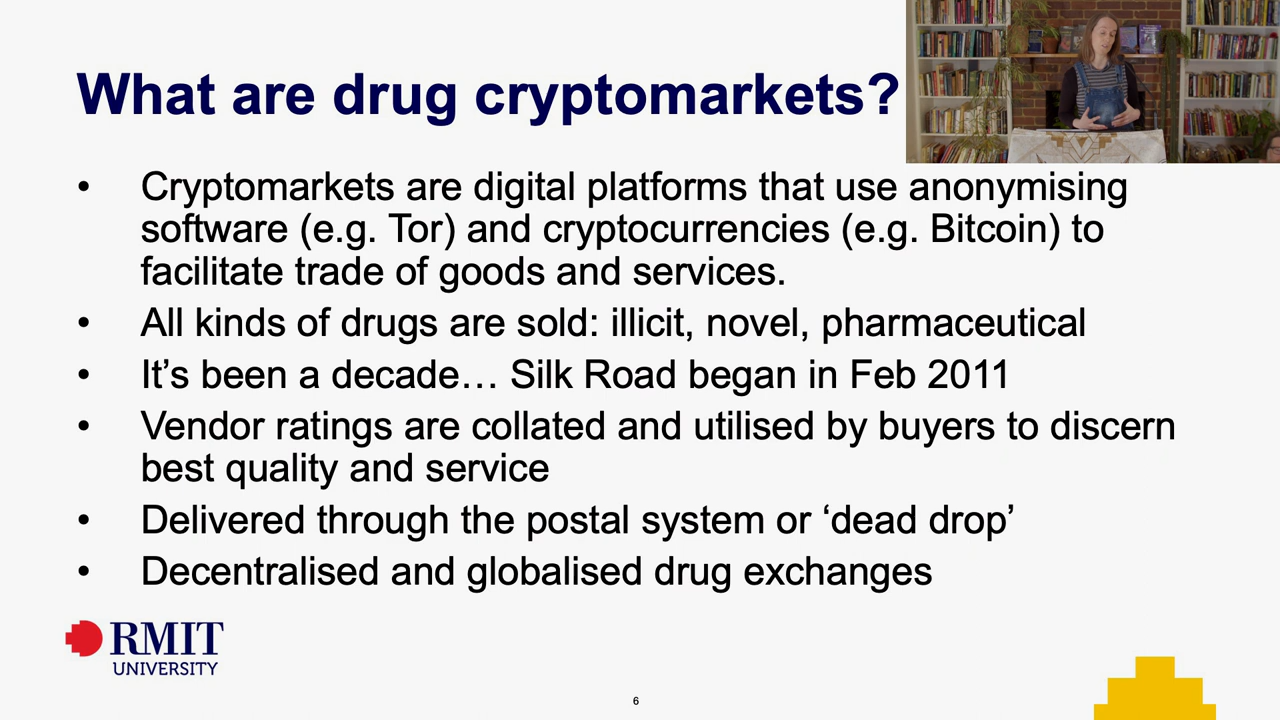 What are drug cryptomarkets?
• Cryptomarkets are digital platforms that use anonymising
software (e.g. Tor) and cryptocurrencies (e.g. Bitcoin) to
facilitate trade of goods and services.
• All kinds of drugs are sold: illicit, novel, pharmaceutical
• It’s been a decade… Silk Road began in Feb 2011
• Vendor ratings are collated and utilised by buyers to discern
best quality and service
• Delivered through the postal system or ‘dead drop’
• Decentralised and globalised drug exchanges
RMIT
UNIVERSITY
6